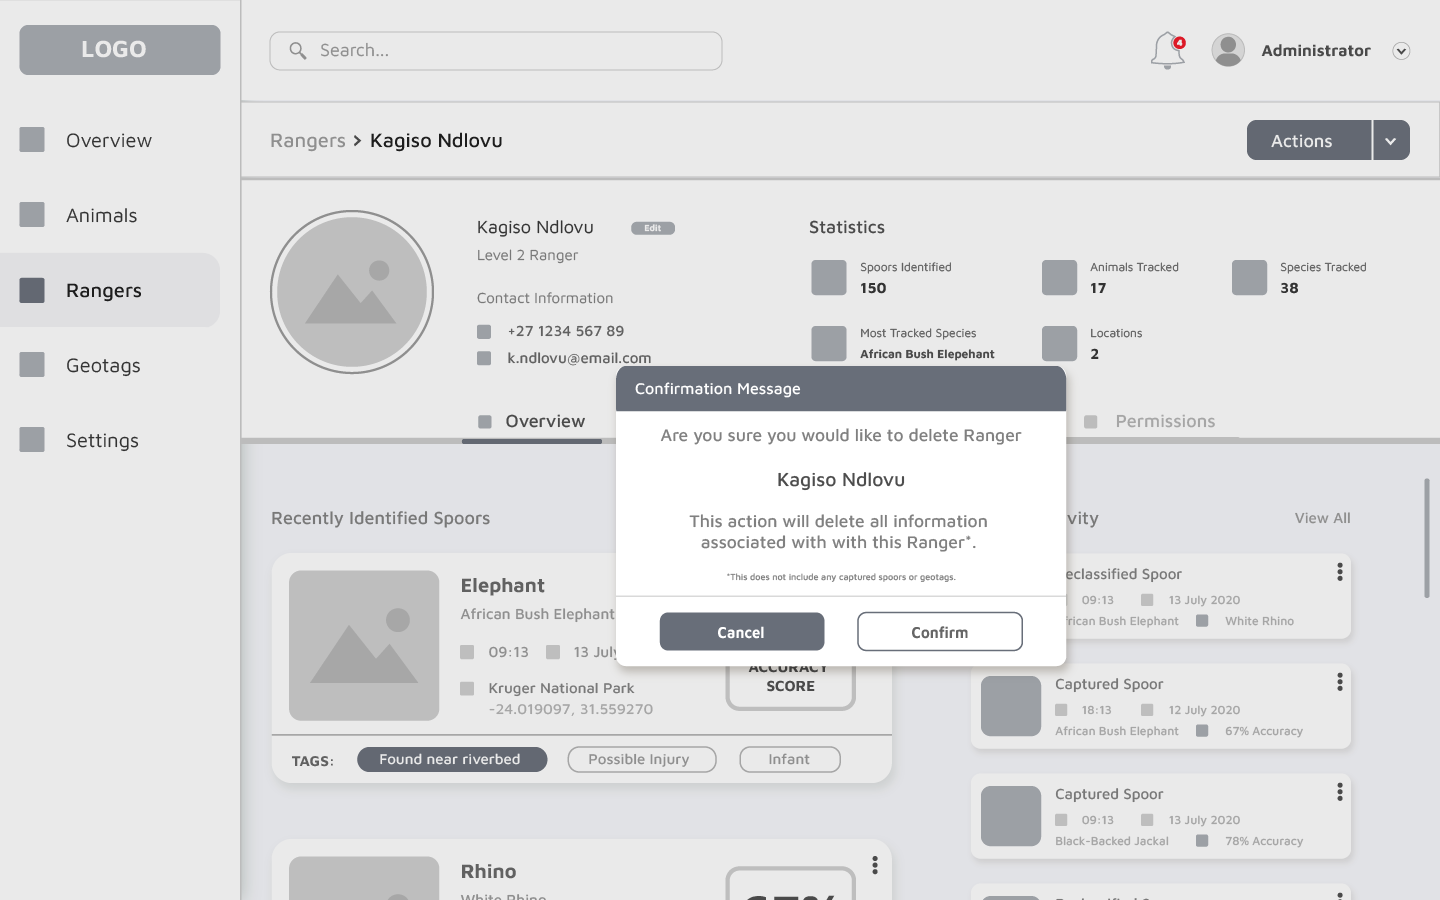 LOGO
Search...
4
Administrator
Overview
Animals
Rangers
Geotags
Settings
Rangers > Kagiso Ndlovu
Actions
Kagiso Ndlovu
Edit
Level 2 Ranger
Contact Information
+27 1234 567 89
k.ndlovu@email.com
Statistics
Spoors Identified
150
Animals Tracked
17
Species Tracked
38
Most Tracked Species
African Bush Elepehant
Locations
2
Overview
Permissions
Confirmation Message
Are you sure you would like to delete Ranger
Kagiso Ndlovu
This action will delete all information
associated with with this Ranger*.
*This does not include any captured spoors or geotags.
Cancel
Confirm
Recently Identified Spoors
Elephant
African Bush Elephant
09:13
13 July
Kruger National Park
-24.019097, 31.559270
ACCURACY
SCORE
TAGS:
Found near riverbed
Possible Injury
Infant
Rhino
White Rhino
67%
vity
View All
eclassified Spoor
09:13
13 July 2020
frican Bush Elephant
White Rhino
Captured Spoor
18:13
12 July 2020
African Bush Elephant
67% Accuracy
Captured Spoor
09:13
13 July 2020
Black-Backed Jackal
78% Accuracy